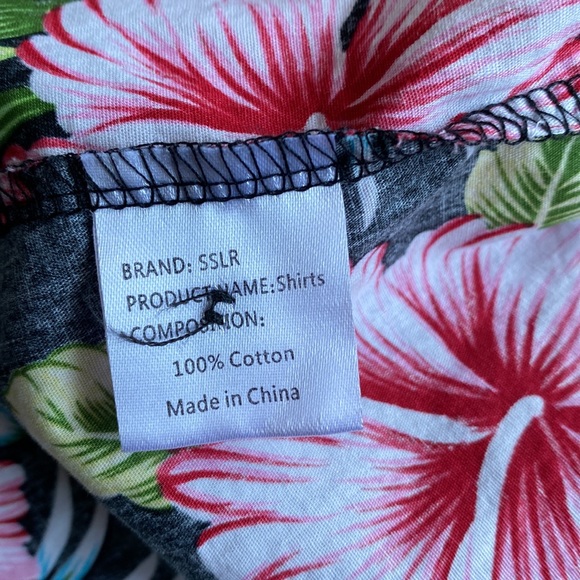 BRAND: SSLR
PRODUCT NAME: Shirts
COMPOSITION:
100% Cotton
Made in China